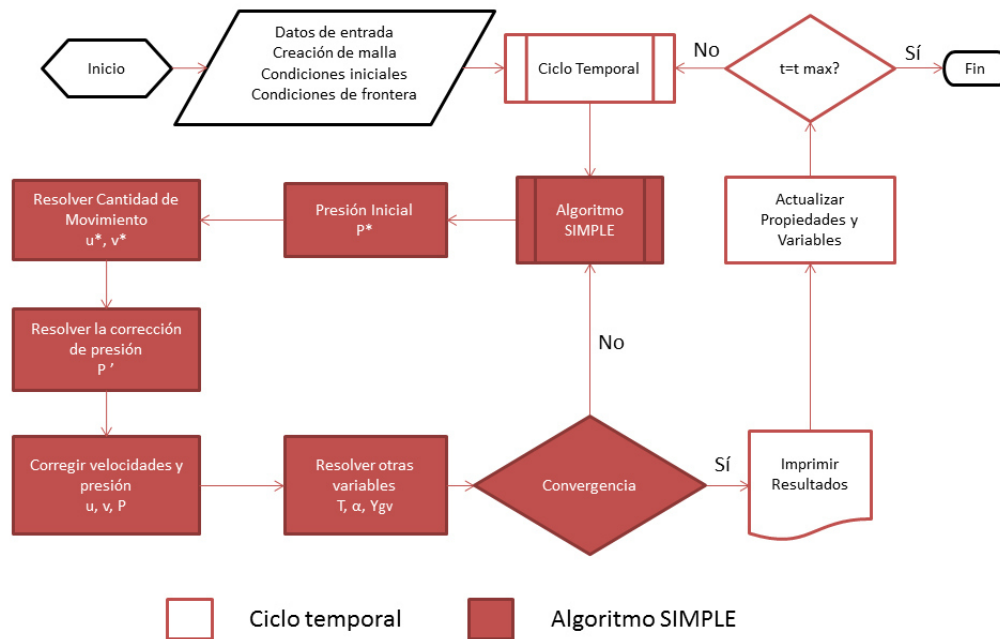 Inicio
Datos de entrada
Creación de malla
Condiciones iniciales
Condiciones de frontera
Ciclo Temporal
No
t=t max?
Sí
Fin
Resolver Cantidad de
Movimiento
u*, v*
Presión Inicial
P*
Algoritmo
SIMPLE
Actualizar
Propiedades y
Variables
Resolver la corrección
de presión
P '
No
Corregir velocidades y
presión
u, v, P
Resolver otras
variables
T, α, Ygv
Convergencia
Sí
Imprimir
Resultados
Ciclo temporal
Algoritmo SIMPLE